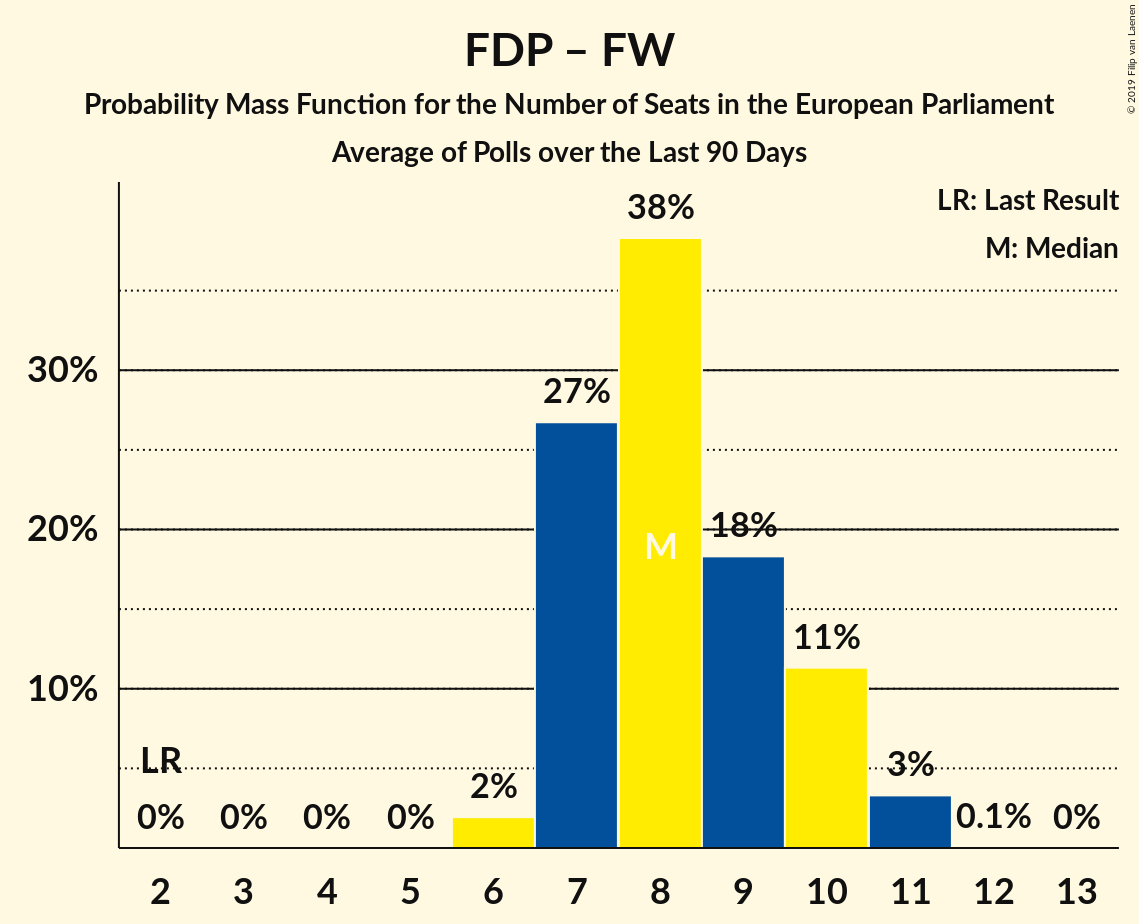 FDP – FW
Probability Mass Function for the Number of Seats in the European Parliament
Average of Polls over the Last 90 Days
© 2019 Filip van Laenen
LR: Last Result
M: Median
38%
30%
27%
20%
18%
M
11%
10%
LR
3%
2%
0%
0%
0%
0%
0.1%
0%
2 3 4 5 6 7 8 9 10 11 12 13